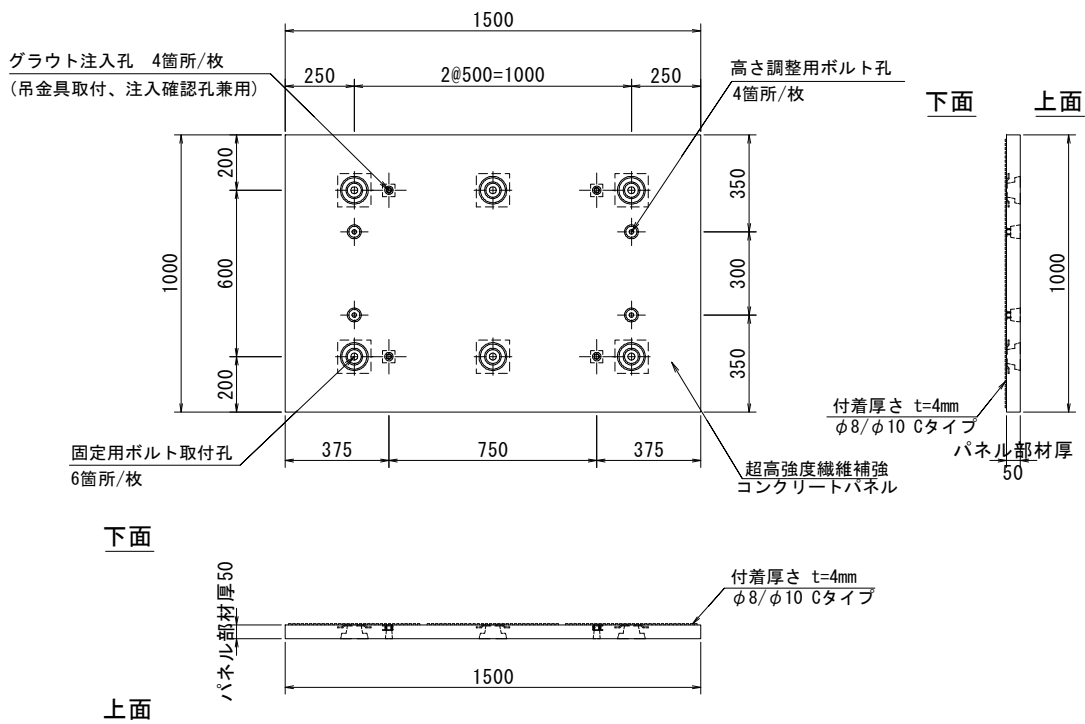 1500
グラウト注入孔 4箇所/枚
(吊金具取付、注入確認孔兼用)
250
2@500=1000
250
高さ調整用ボルト孔
4箇所/枚
下面
上面
200
350
1000
600
300
1000
200
350
付着厚さ t=4mm
φ8/φ10 Cタイプ
固定用ボルト取付孔
6箇所/枚
375
750
375
超高強度繊維補強
コンクリートパネル
パネル部材厚
50
下面
パネル部材厚50
付着厚さ t=4mm
φ8/φ10 Cタイプ
1500
上面